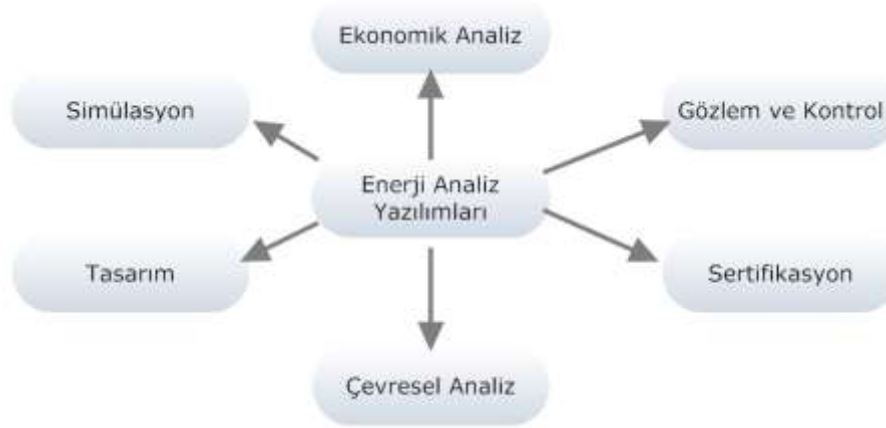 Ekonomik Analiz
Simülasyon
Gözlem ve Kontrol
Enerji Analiz
Yazılımları
Tasarım
Sertifikasyon
Çevresel Analiz